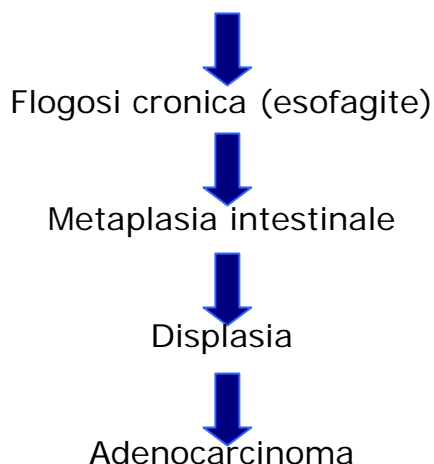 Flogosi cronica (esofagite)
Metaplasia intestinale
Displasia
Adenocarcinoma